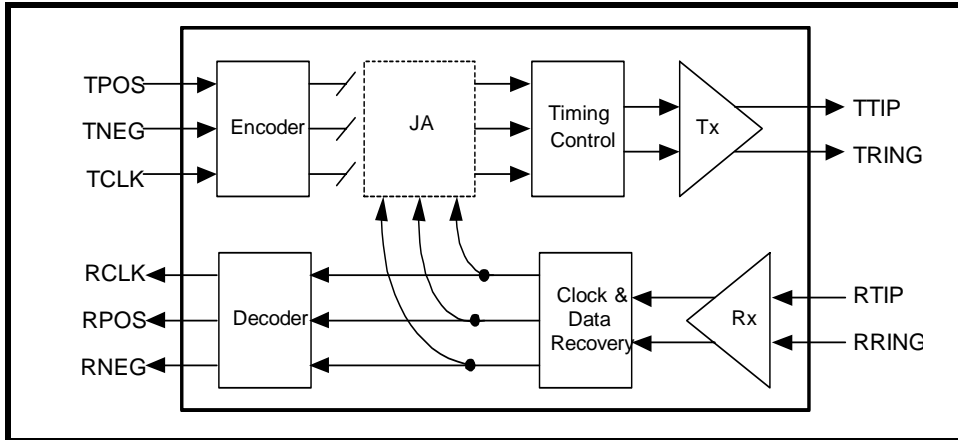 TPOS
TNEG
TCLK
Encoder
JA
Timing
Control
Tx
TTIP
TRING
RCLK
RPOS
RNEG
Decoder
Clock &
Data
Recovery
Rx
RTIP
RRING